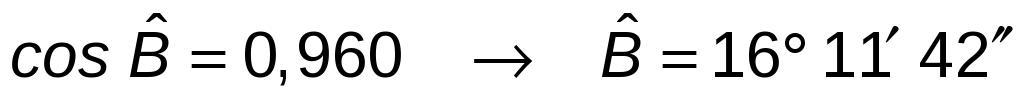 cos B̂ = 0,960 → B̂ = 16° 11′ 42″